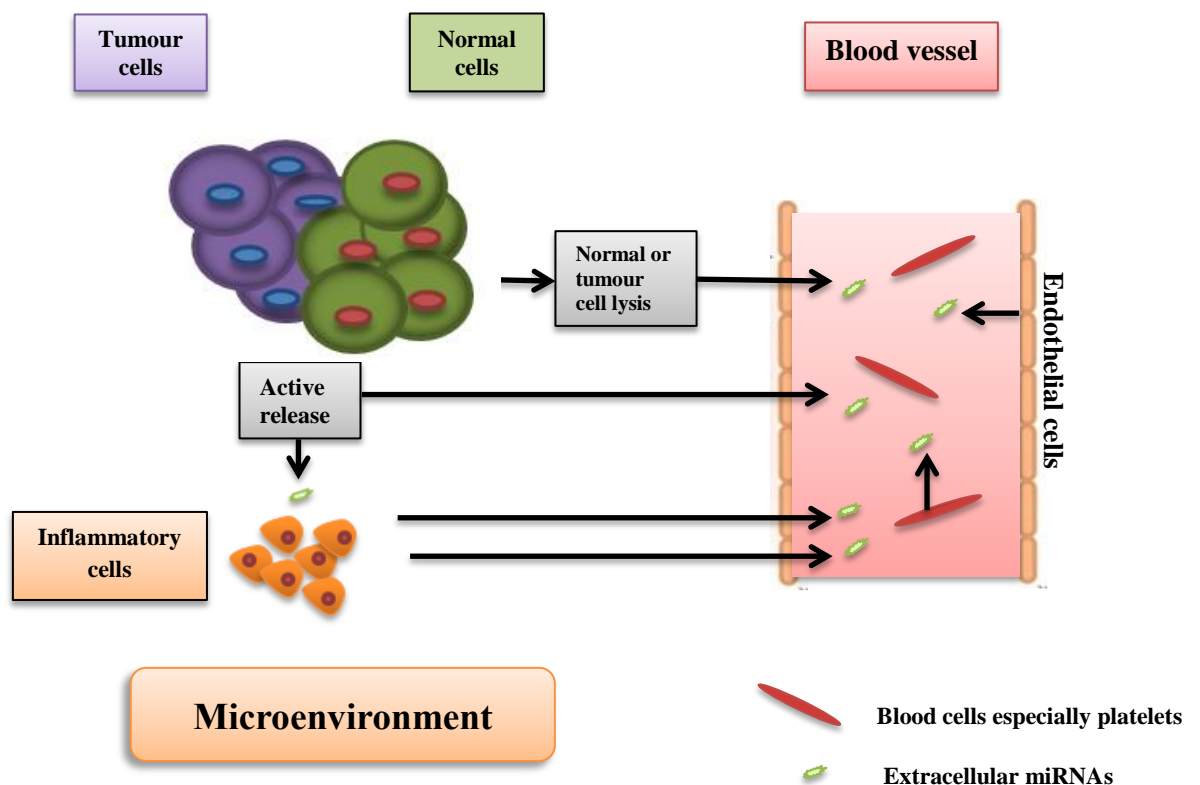 Tumour
cells
Normal
cells
Blood vessel
Normal or
tumour
cell lysis
Endothelial cells
Active
release
Inflammatory
cells
Microenvironment
Blood cells especially platelets
Extracellular miRNAs